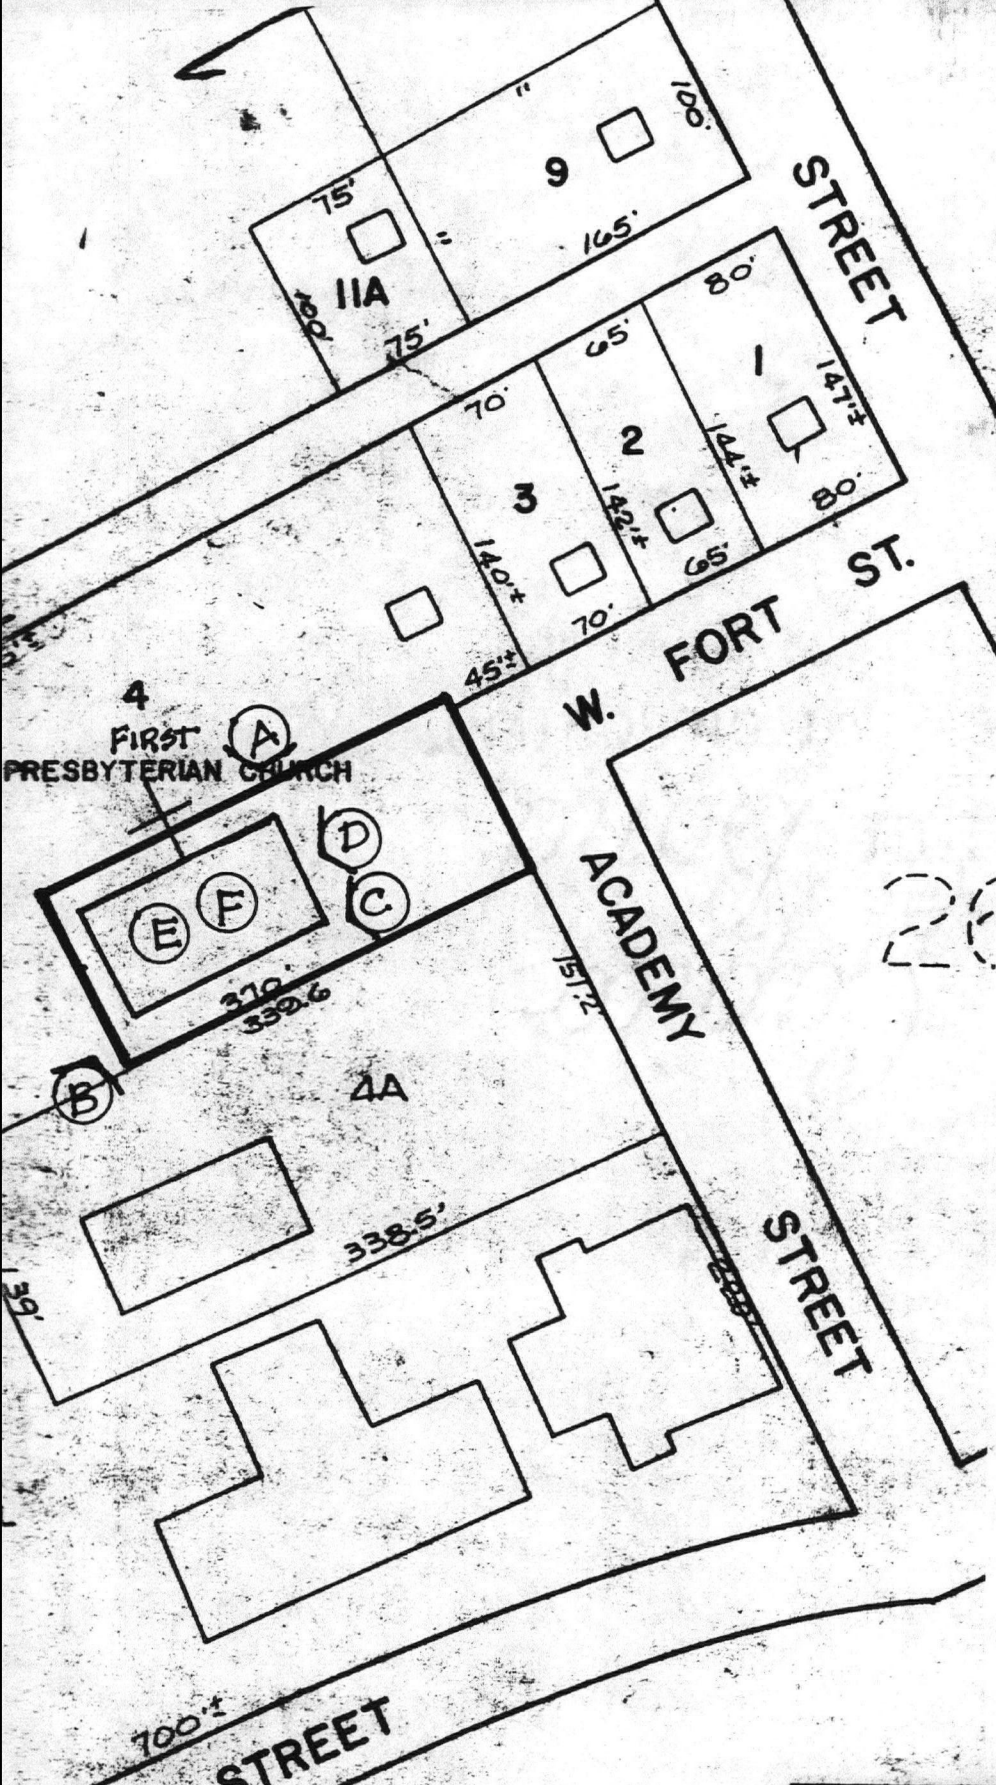 100'
"
9
STREET
75'
"
165'
11A
100'
75'
80'
65'
1
147'±
70'
2
144'±
3
142'±
80'
140'±
65'
ST.
70'
FORT
45'±
W.
4
FIRST
PRESBYTERIAN CHURCH
A
D
C
F
E
ACADEMY
29
370'
339.6
151.2
4A
B
338.5'
STREET
39'
700'±
STREET